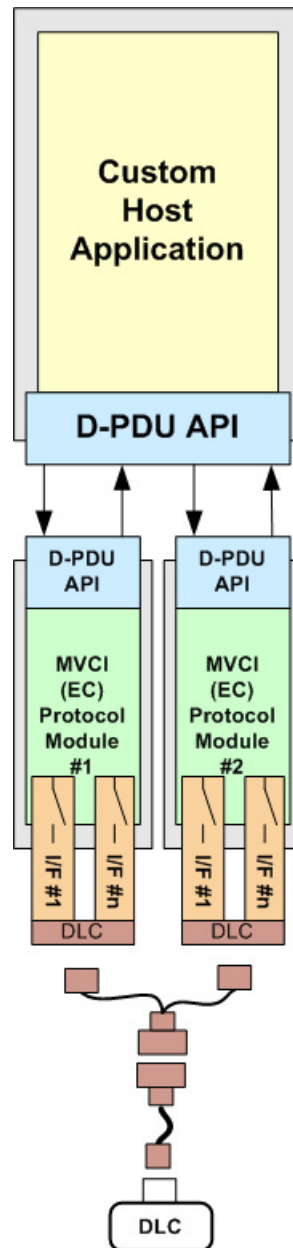 Custom
Host
Application
D-PDU API
D-PDU
API
MVCI
(EC)
Protocol
Module
#1
I/F #1
I/F #n
DLC
D-PDU
API
MVCI
(EC)
Protocol
Module
#2
I/F #1
I/F #n
DLC
DLC